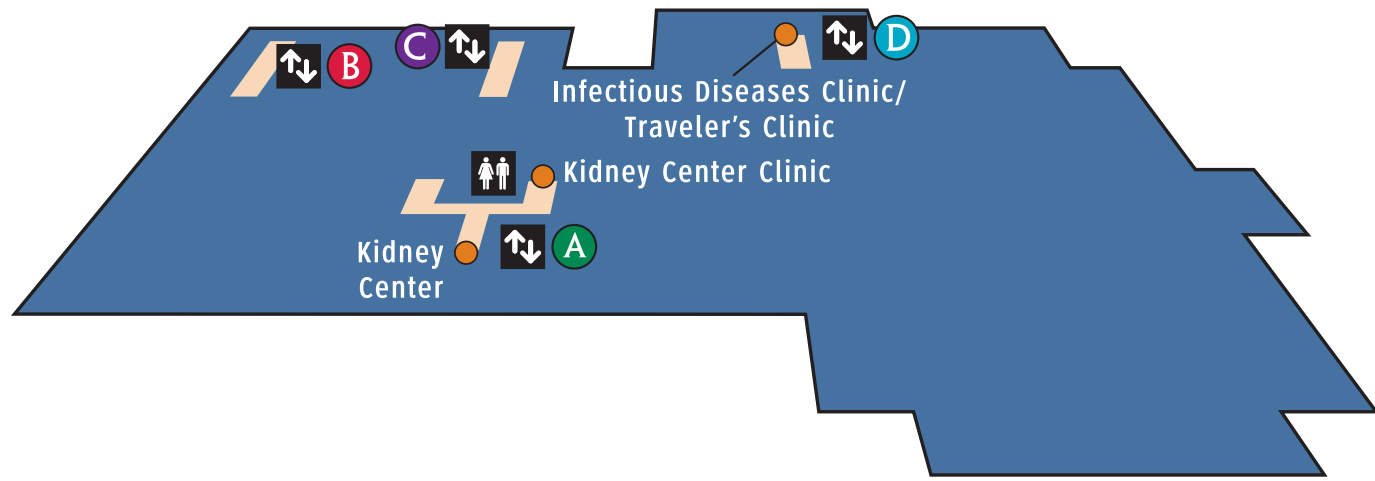 B
C
D
Infectious Diseases Clinic/
Traveler's Clinic
Kidney Center Clinic
A
Kidney
Center